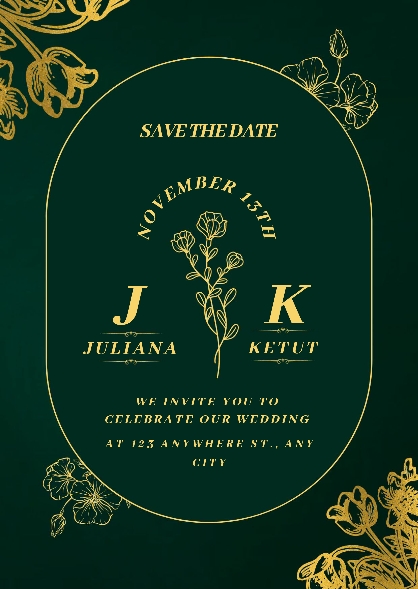 SAVE THE DATE
NOVEMBER 13TH
J K
JULIANA KETUT
WE INVITE YOU TO
CELEBRATE OUR WEDDING
AT 123 ANYWHERE ST., ANY
CITY